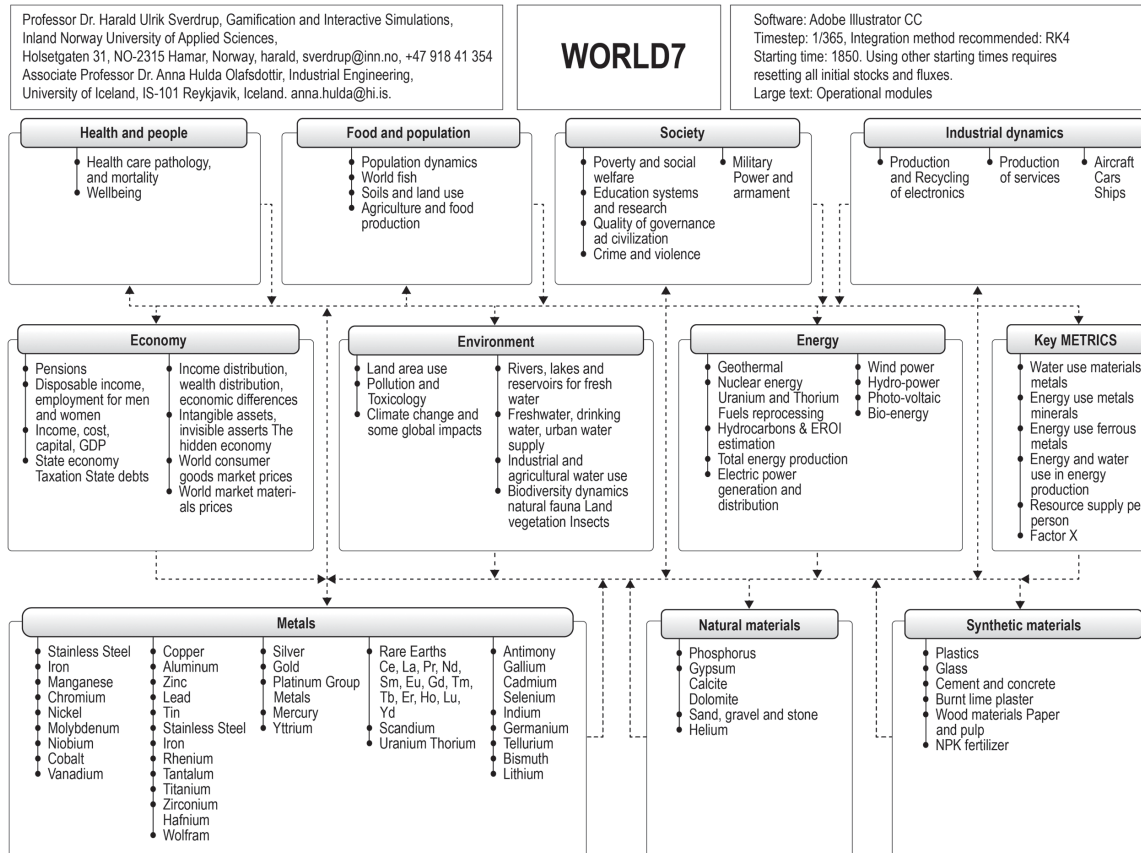 Professor Dr. Harald Ulrik Sverdrup, Gamification and Interactive Simulations,
Inland Norway University of Applied Sciences,
Holsetgaten 31, NO-2315 Hamar, Norway, harald, sverdrup@inn.no, +47 918 41 354
Associate Professor Dr. Anna Hulda Olafsdottir, Industrial Engineering,
University of Iceland, IS-101 Reykjavik, Iceland. anna.hulda@hi.is.
WORLD7
Software: Adobe Illustrator CC
Timestep: 1/365, Integration method recommended: RK4
Starting time: 1850. Using other starting times requires
resetting all initial stocks and fluxes.
Large text: Operational modules
Health and people
Health care pathology,
and mortality
Wellbeing
Food and population
Population dynamics
World fish
Soils and land use
Agriculture and food
production
Society
Poverty and social
welfare
Education systems
and research
Quality of governance
ad civilization
Crime and violence
Military
Power and
armament
Industrial dynamics
Production
and Recycling
of electronics
Production
of services
Aircraft
Cars
Ships
Economy
Pensions
Disposable income,
employment for men
and women
Income, cost,
capital, GDP
State economy
Taxation State debts
Income distribution,
wealth distribution,
economic differences
Intangible assets,
invisible asserts The
hidden economy
World consumer
goods market prices
World market materi-
als prices
Environment
Land area use
Pollution and
Toxicology
Climate change and
some global impacts
Rivers, lakes and
reservoirs for fresh
water
Freshwater, drinking
water, urban water
supply
Industrial and
agricultural water use
Biodiversity dynamics
natural fauna Land
vegetation Insects
Energy
Geothermal
Nuclear energy
Uranium and Thorium
Fuels reprocessing
Hydrocarbons & EROI
estimation
Total energy production
Electric power
generation and
distribution
Wind power
Hydro-power
Photo-voltaic
Bio-energy
Key METRICS
Water use materials
metals
Energy use metals
minerals
Energy use ferrous
metals
Energy and water
use in energy
production
Resource supply pe
person
Factor X
Metals
Stainless Steel
Iron
Manganese
Chromium
Nickel
Molybdenum
Niobium
Cobalt
Vanadium
Copper
Aluminum
Zinc
Lead
Tin
Stainless Steel
Iron
Rhenium
Tantalum
Titanium
Zirconium
Hafnium
Wolfram
Silver
Gold
Platinum Group
Metals
Mercury
Yttrium
Rare Earths
Ce, La, Pr, Nd,
Sm, Eu, Gd, Tm,
Tb, Er, Ho, Lu,
Yd
Scandium
Uranium Thorium
Antimony
Gallium
Cadmium
Selenium
Indium
Germanium
Tellurium
Bismuth
Lithium
Natural materials
Phosphorus
Gypsum
Calcite
Dolomite
Sand, gravel and stone
Helium
Synthetic materials
Plastics
Glass
Cement and concrete
Burnt lime plaster
Wood materials Paper
and pulp
NPK fertilizer